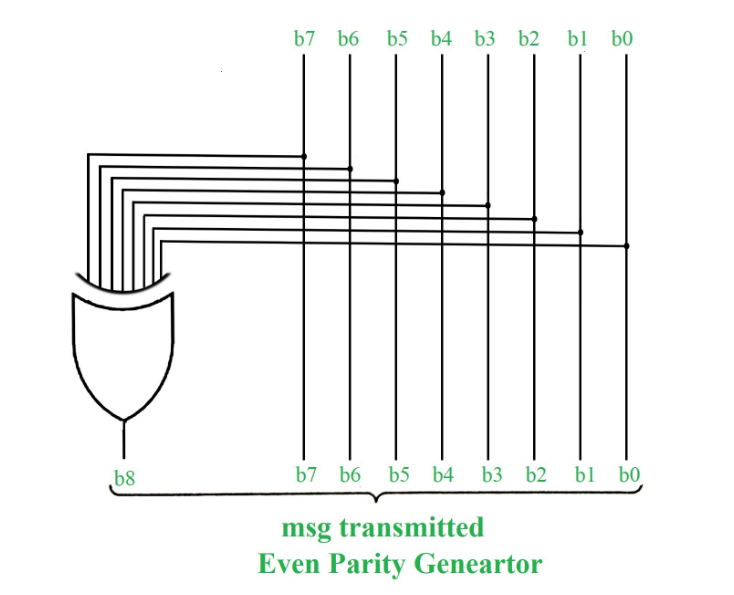 b7 b6 b5 b4 b3 b2 b1 b0
b8 b7 b6 b5 b4 b3 b2 b1 b0
msg transmitted
Even Parity Geneartor